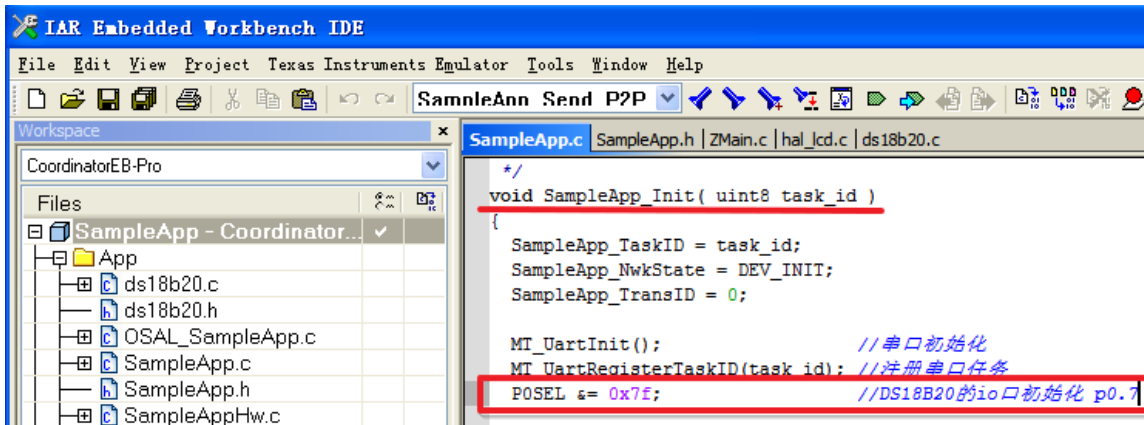 IAR Embedded Workbench IDE
File Edit View Project Texas Instruments Emulator Tools Window Help
SampleApp_Send_P2P
Workspace
CoordinatorEB-Pro
Files
SampleApp - Coordinator...
App
ds18b20.c
ds18b20.h
OSAL_SampleApp.c
SampleApp.c
SampleApp.h
SampleAppHw.c
SampleApp.c SampleApp.h | ZMain.c | hal_lcd.c | ds18b20.c
*/
void SampleApp_Init( uint8 task_id )
{
SampleApp_TaskID = task_id;
SampleApp_NwkState = DEV_INIT;
SampleApp_TransID = 0;
MT_UartInit(); //串口初始化
MT_UartRegisterTaskID(task_id); //注册串口任务
P0SEL &= 0x7f; //DS18B20的io口初始化 p0.7